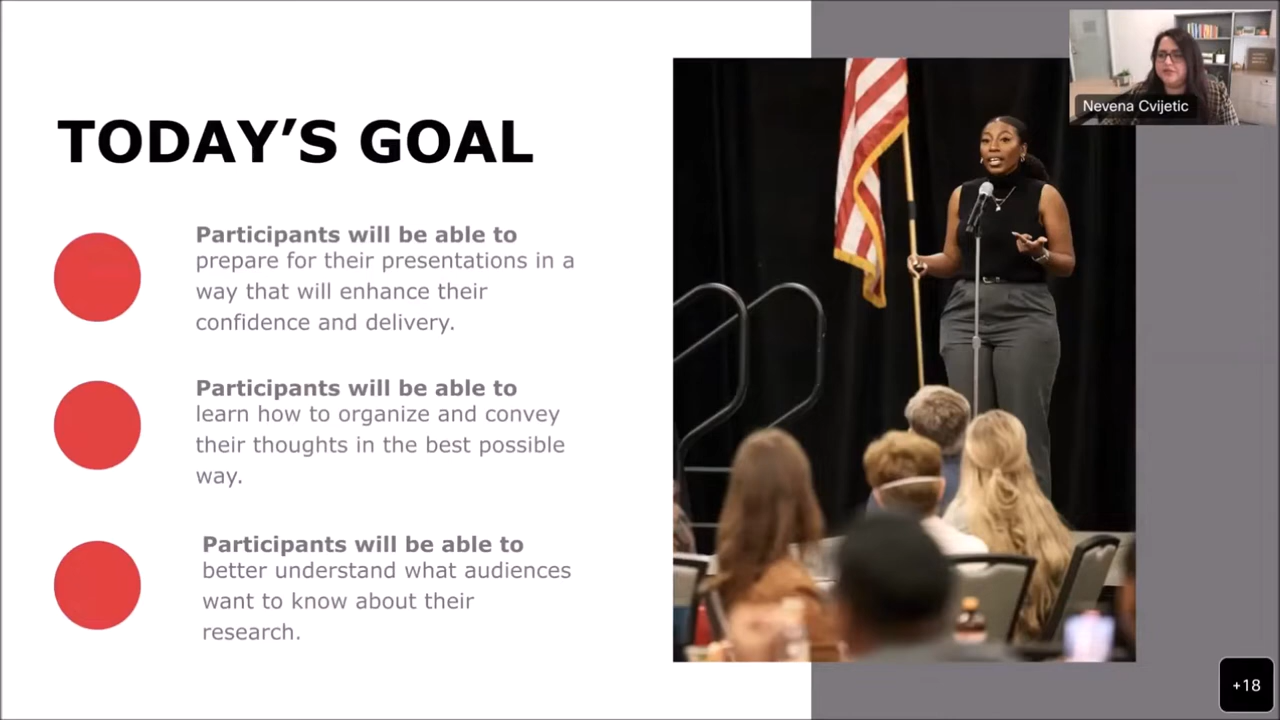 TODAY’S GOAL
Participants will be able to
prepare for their presentations in a
way that will enhance their
confidence and delivery.
Participants will be able to
learn how to organize and convey
their thoughts in the best possible
way.
Participants will be able to
better understand what audiences
want to know about their
research.
Nevena Cvijetic
+18